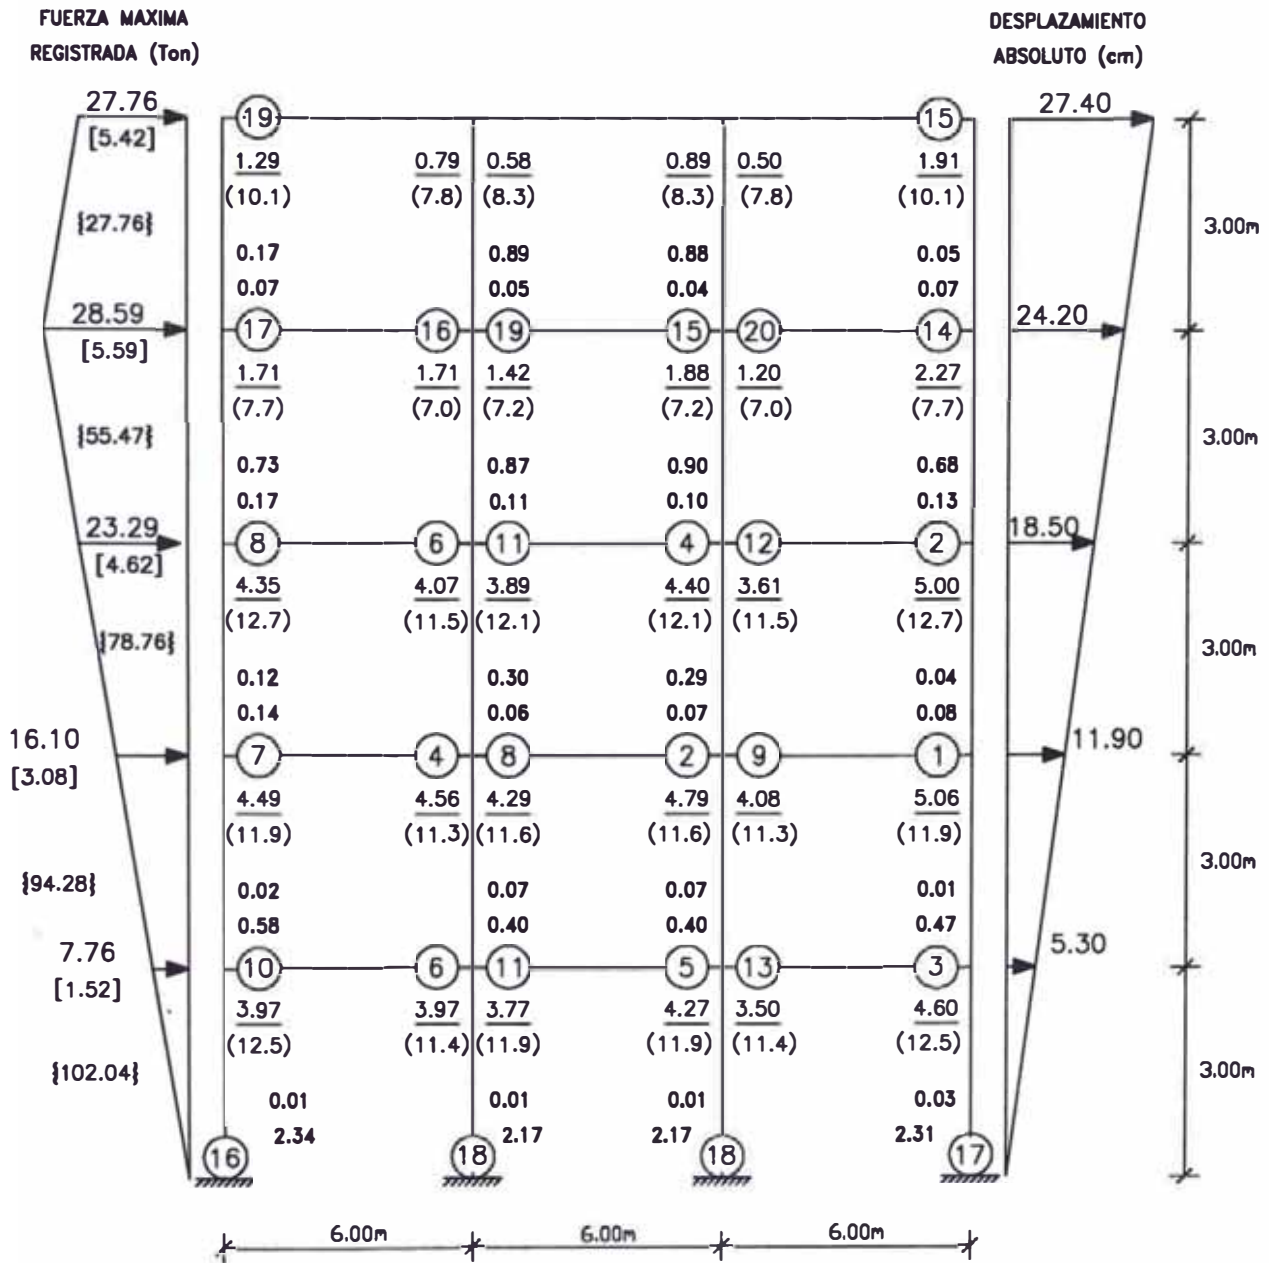 FUERZA MAXIMA
REGISTRADA (Ton)
DESPLAZAMIENTO
ABSOLUTO (cm)
27.76
19
15
27.40
[5.42]
1.29 0.79 0.58 0.89 0.50 1.91
(10.1) (7.8) (8.3) (8.3) (7.8) (10.1)
{27.76}
3.00m
0.17 0.89 0.88 0.05
0.07 0.05 0.04 0.07
28.59
17 16 19 15 20 14
24.20
[5.59]
1.71 1.71 1.42 1.88 1.20 2.27
(7.7) (7.0) (7.2) (7.2) (7.0) (7.7)
{55.47}
3.00m
0.73 0.87 0.90 0.68
0.17 0.11 0.10 0.13
23.29
8 6 11 4 12 2
18.50
[4.62]
4.35 4.07 3.89 4.40 3.61 5.00
(12.7) (11.5) (12.1) (12.1) (11.5) (12.7)
{78.76}
3.00m
0.12 0.30 0.29 0.04
0.14 0.06 0.07 0.08
16.10
7 4 8 2 9 1
11.90
[3.08]
4.49 4.56 4.29 4.79 4.08 5.06
(11.9) (11.3) (11.6) (11.6) (11.3) (11.9)
{94.28}
3.00m
0.02 0.07 0.07 0.01
0.58 0.40 0.40 0.47
7.76
10 6 11 5 13 3
5.30
[1.52]
3.97 3.97 3.77 4.27 3.50 4.60
(12.5) (11.4) (11.9) (11.9) (11.4) (12.5)
{102.04}
3.00m
0.01 0.01 0.01 0.03
2.34 2.17 2.17 2.31
16 18 18 17
6.00m 6.00m 6.00m